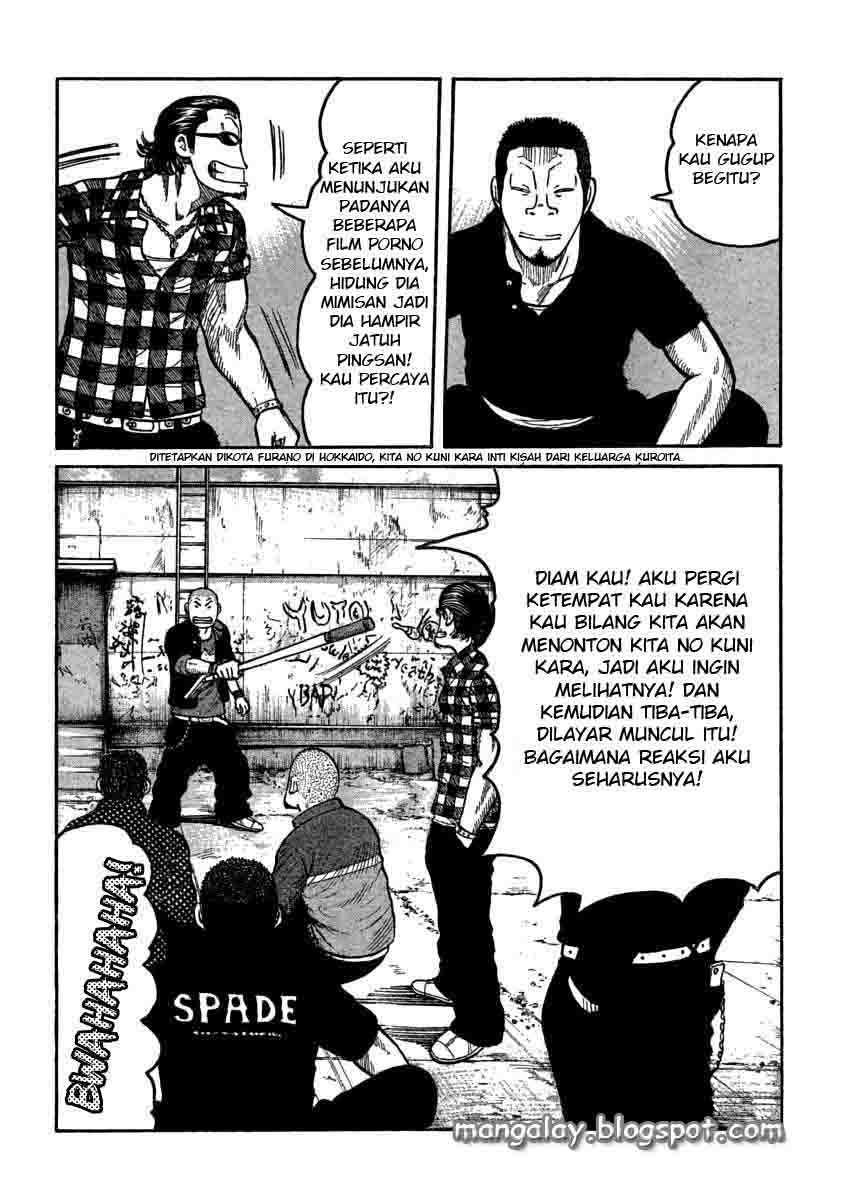 KENAPA
KAU GUGUP
BEGITU?
SEPERTI
KETIKA AKU
MENUNJUKAN
PADANYA
BEBERAPA
FILM PORNO
SEBELUMNYA,
HIDUNG DIA
MIMISAN JADI
DIA HAMPIR
JATUH
PINGSAN!
KAU PERCAYA
ITU?!
DITETAPKAN DIKOTA FURANO DI HOKKAIDO, KITA NO KUNI KARA INTI KISAH DARI KELUARGA KUROITA.
DIAM KAU! AKU PERGI
KETEMPAT KAU KARENA
KAU BILANG KITA AKAN
MENONTON KITA NO KUNI
KARA, JADI AKU INGIN
MELIHATNYA! DAN
KEMUDIAN TIBA-TIBA,
DILAYAR MUNCUL ITU!
BAGAIMANA REAKSI AKU
SEHARUSNYA!
YUTO
BAD!
BWAHAHAHA!
SPADE
mangalay.blogspot.com